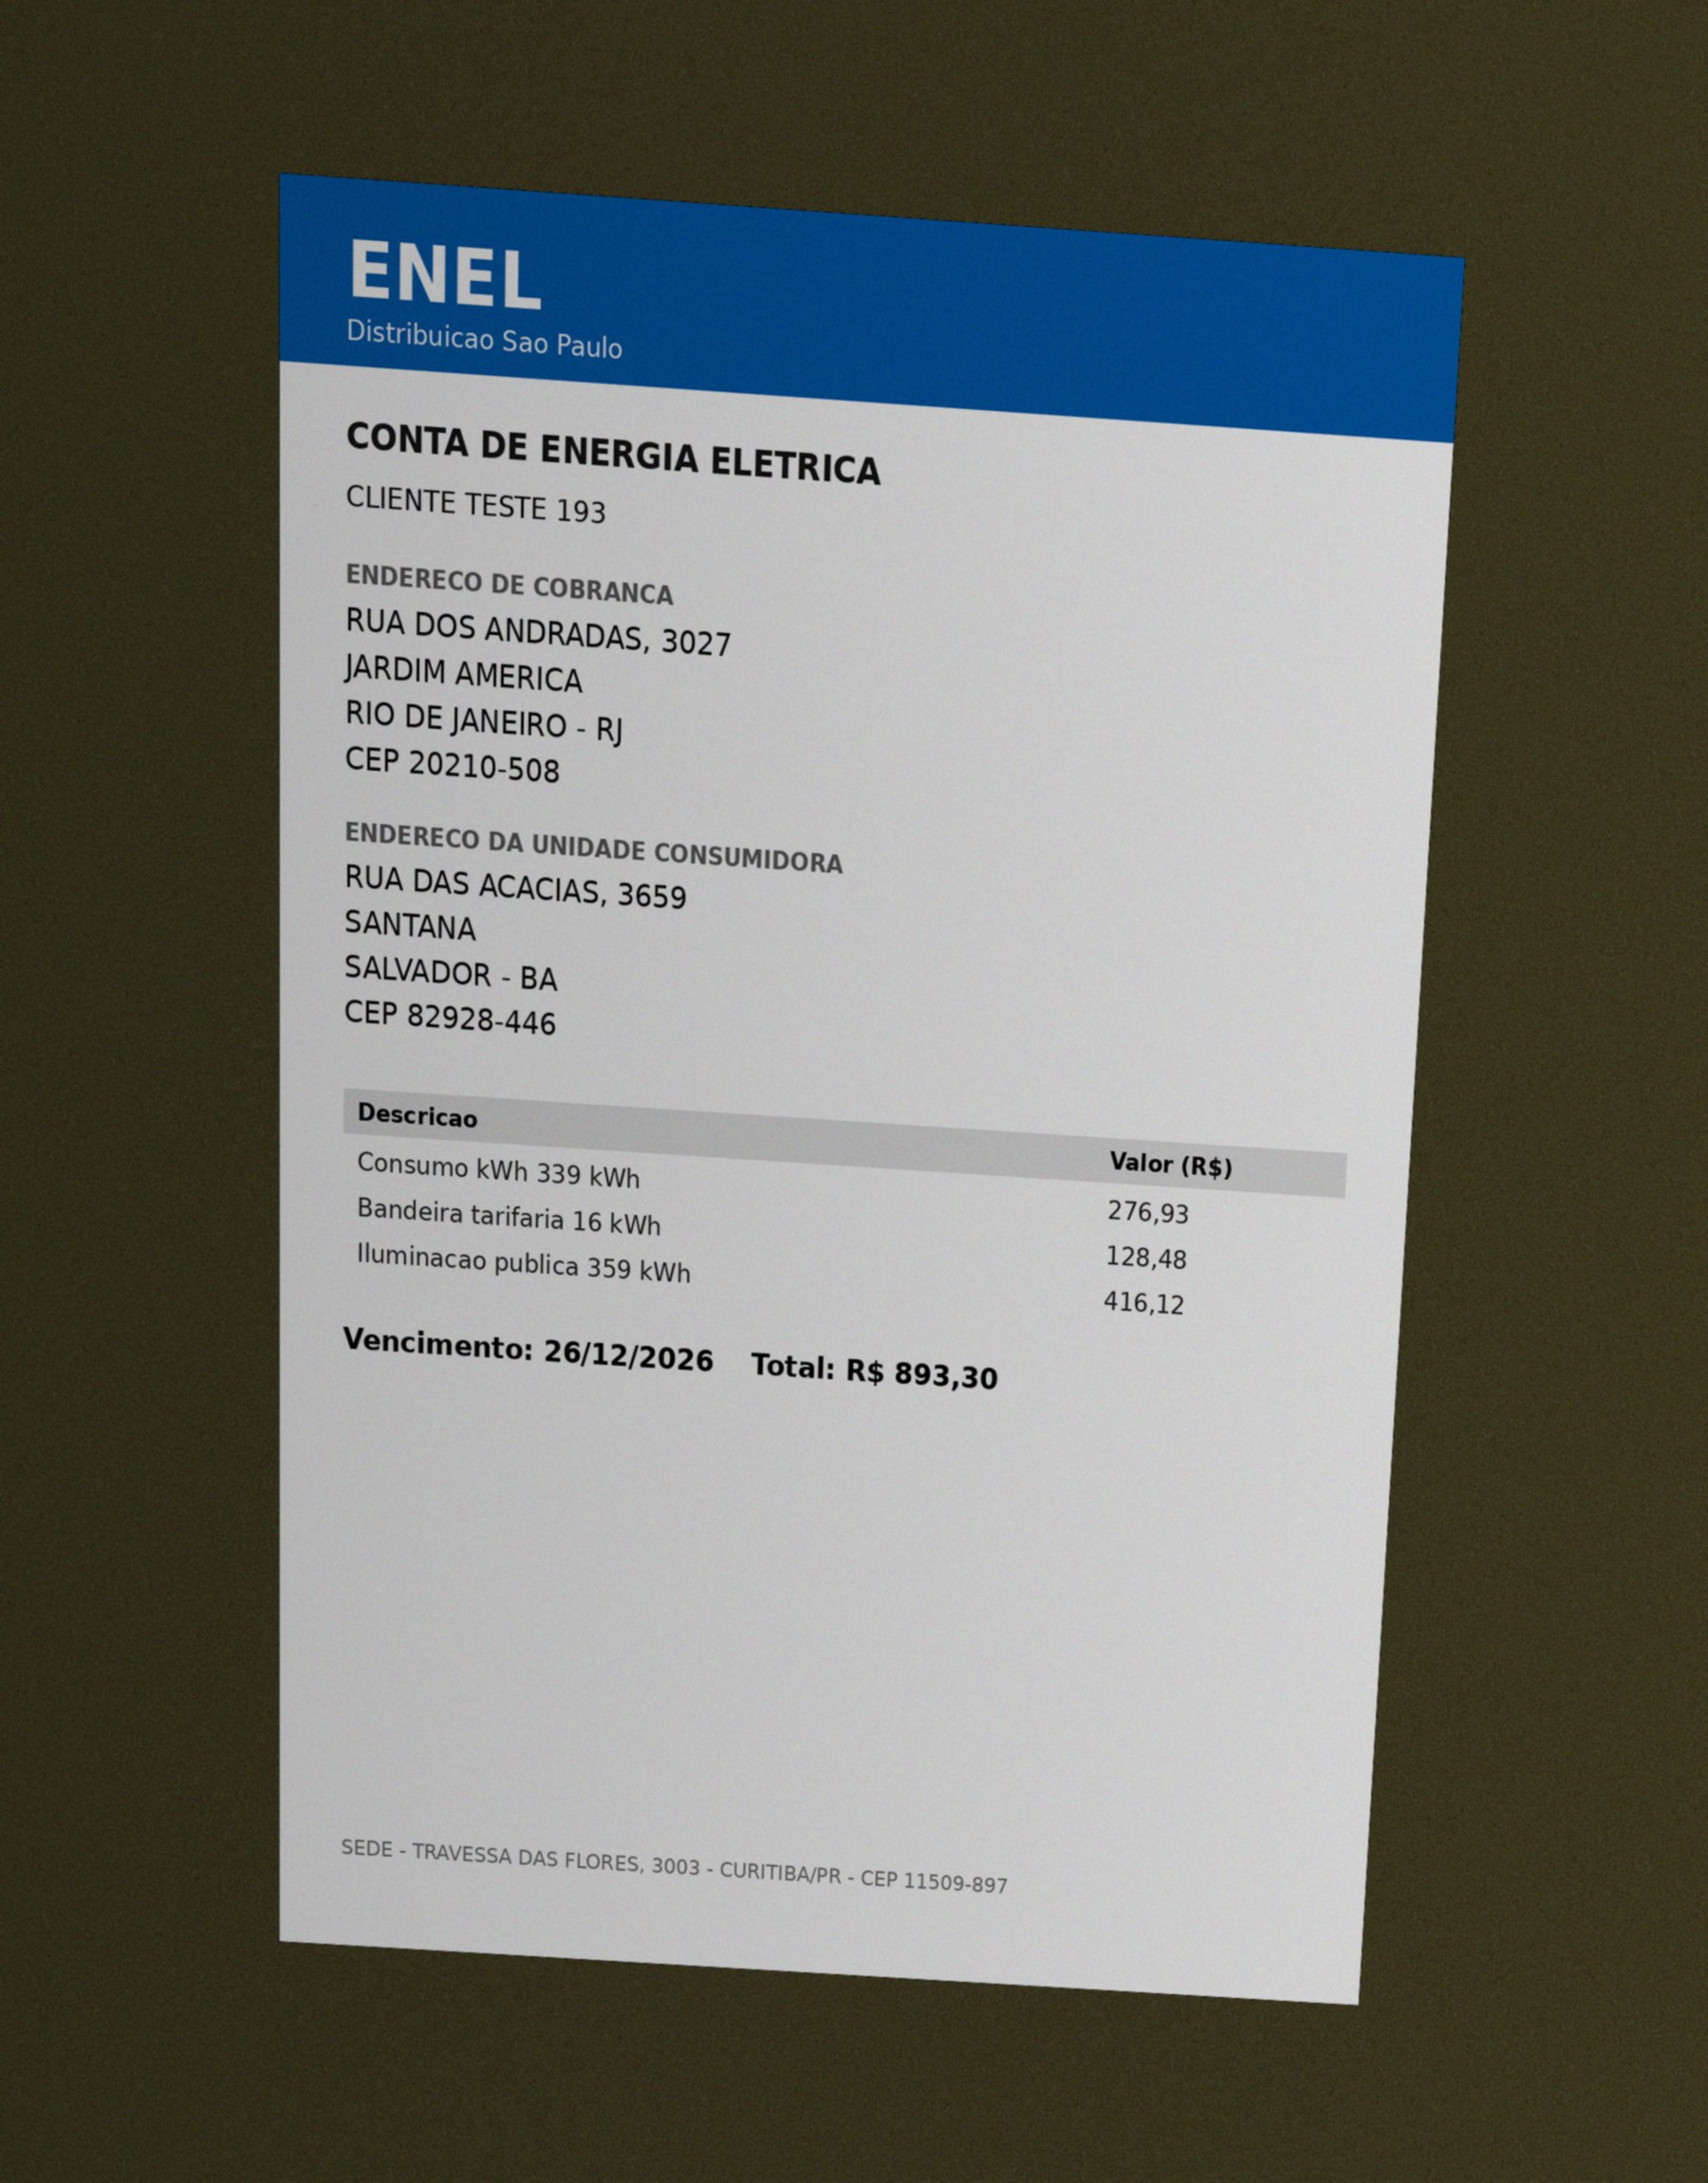 ENEL
Distribuicao Sao Paulo
CONTA DE ENERGIA ELETRICA
CLIENTE TESTE 193
ENDERECO DE COBRANCA
RUA DOS ANDRADAS, 3027
JARDIM AMERICA
RIO DE JANEIRO - RJ
CEP 20210-508
ENDERECO DA UNIDADE CONSUMIDORA
RUA DAS ACACIAS, 3659
SANTANA
SALVADOR - BA
CEP 82928-446
Descricao Valor (R$)
Consumo kWh 339 kWh 276,93
Bandeira tarifaria 16 kWh 128,48
Iluminacao publica 359 kWh 416,12
Vencimento: 26/12/2026 Total: R$ 893,30
SEDE - TRAVESSA DAS FLORES, 3003 - CURITIBA/PR - CEP 11509-897